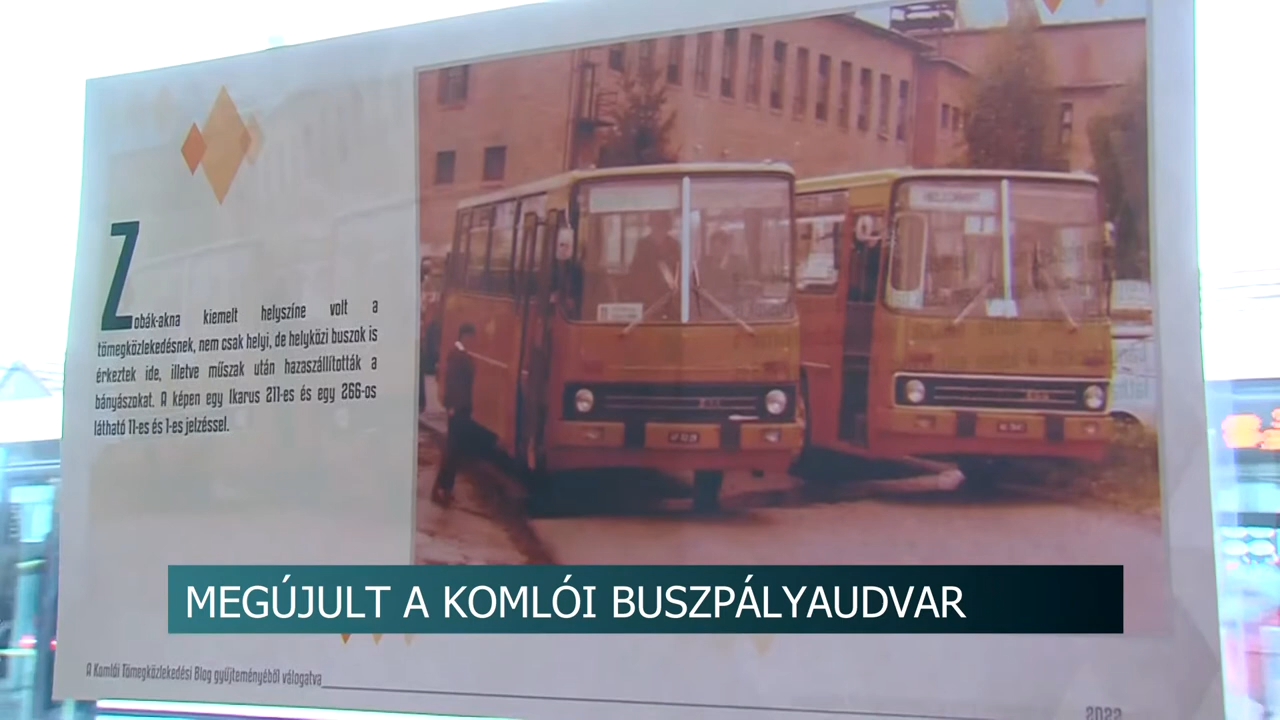 Zobák-akna kiemelt helyszíne volt a
tömegközlekedésnek, nem csak helyi, de helyközi buszok is
érkeztek ide, illetve műszak után hazaszállították a
bányászokat. A képen egy Ikarus 211-es és egy 266-os
látható 11-es és 1-es jelzéssel.
MEGÚJULT A KOMLÓI BUSZPÁLYAUDVAR
A Komlói Tömegközlekedési Blog gyűjteményéből válogatva
2022